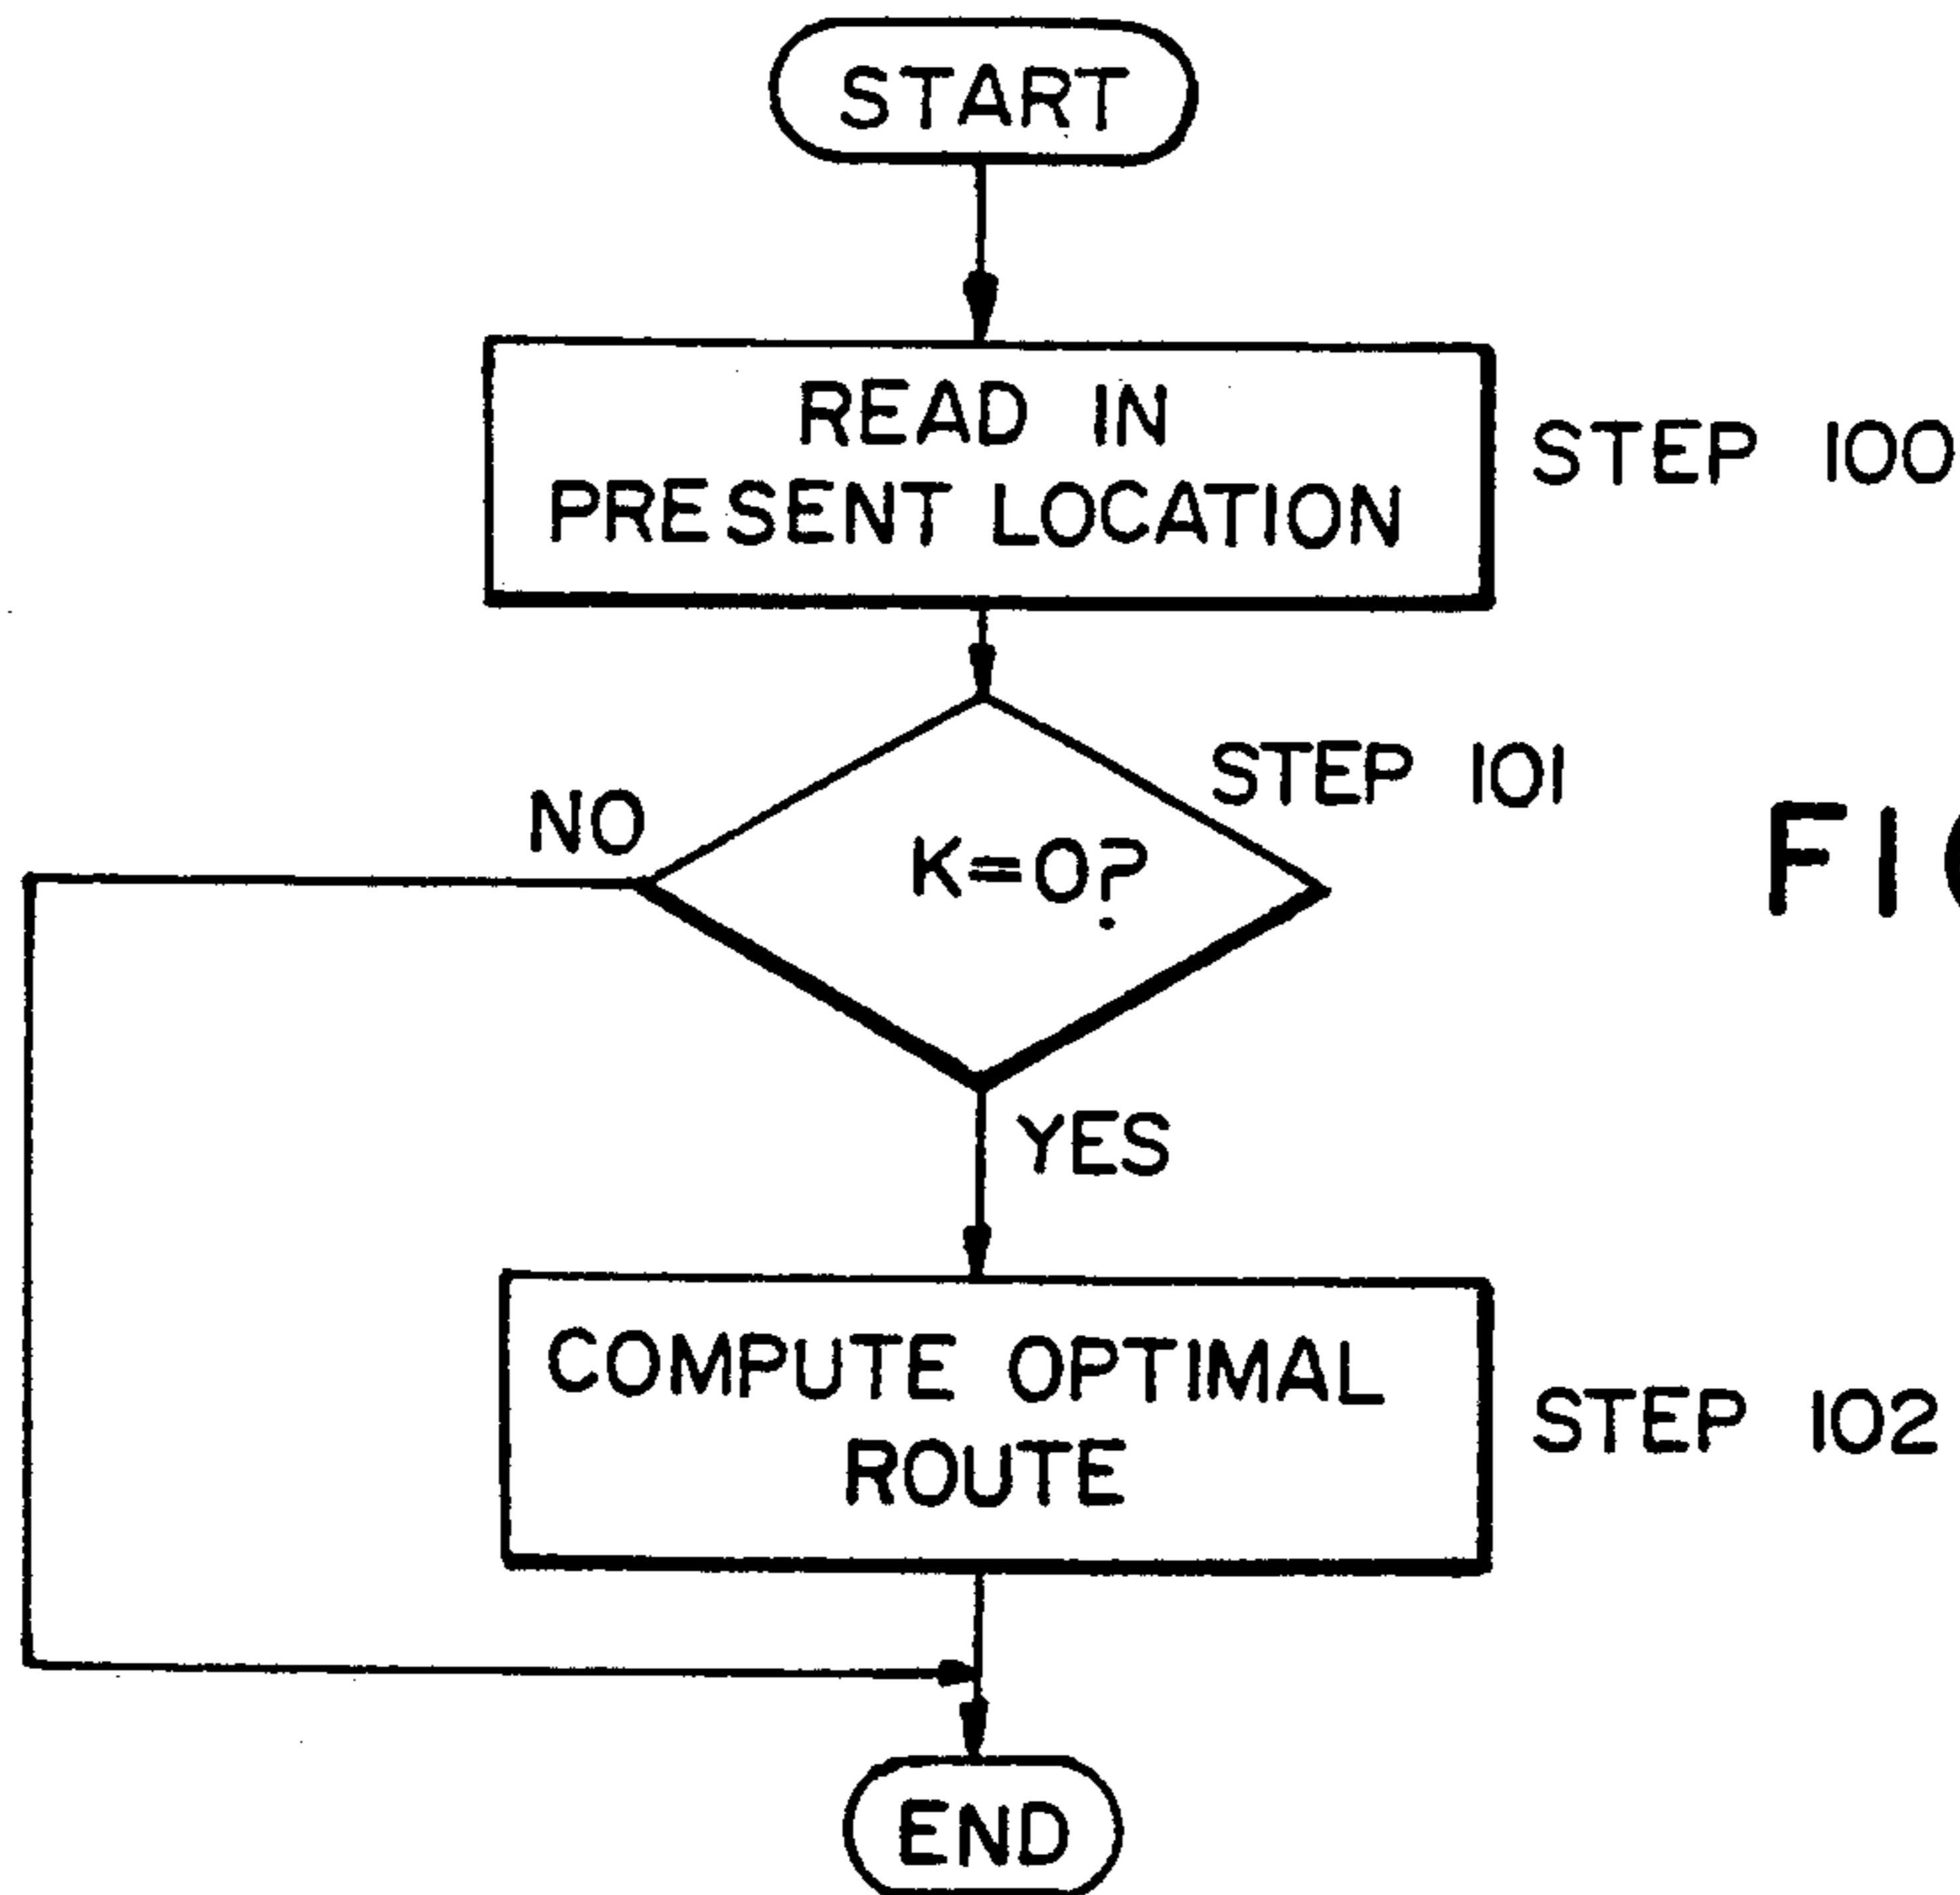 START
READ IN
PRESENT LOCATION
STEP 100
STEP 101
NO
K=0?
YES
COMPUTE OPTIMAL
ROUTE
STEP 102
END